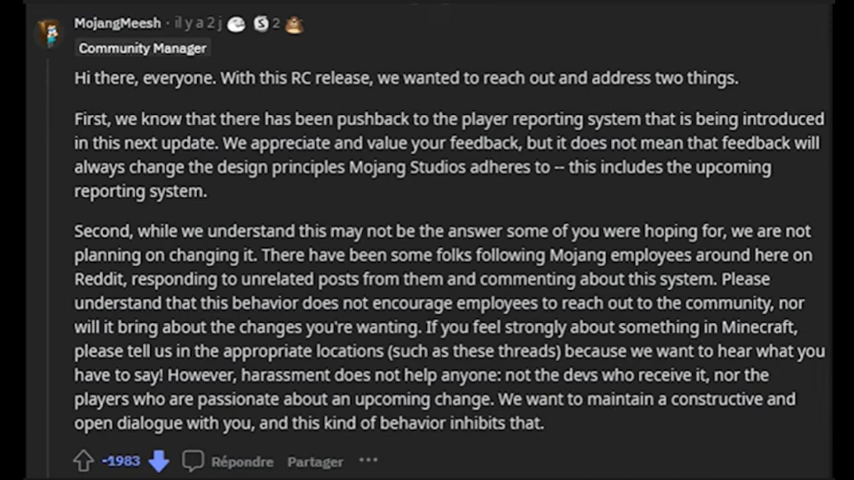 MojangMeesh · il y a 2 j 2
Community Manager
Hi there, everyone. With this RC release, we wanted to reach out and address two things.
First, we know that there has been pushback to the player reporting system that is being introduced
in this next update. We appreciate and value your feedback, but it does not mean that feedback will
always change the design principles Mojang Studios adheres to -- this includes the upcoming
reporting system.
Second, while we understand this may not be the answer some of you were hoping for, we are not
planning on changing it. There have been some folks following Mojang employees around here on
Reddit, responding to unrelated posts from them and commenting about this system. Please
understand that this behavior does not encourage employees to reach out to the community, nor
will it bring about the changes you're wanting. If you feel strongly about something in Minecraft,
please tell us in the appropriate locations (such as these threads) because we want to hear what you
have to say! However, harassment does not help anyone: not the devs who receive it, nor the
players who are passionate about an upcoming change. We want to maintain a constructive and
open dialogue with you, and this kind of behavior inhibits that.
-1983 Répondre Partager ···